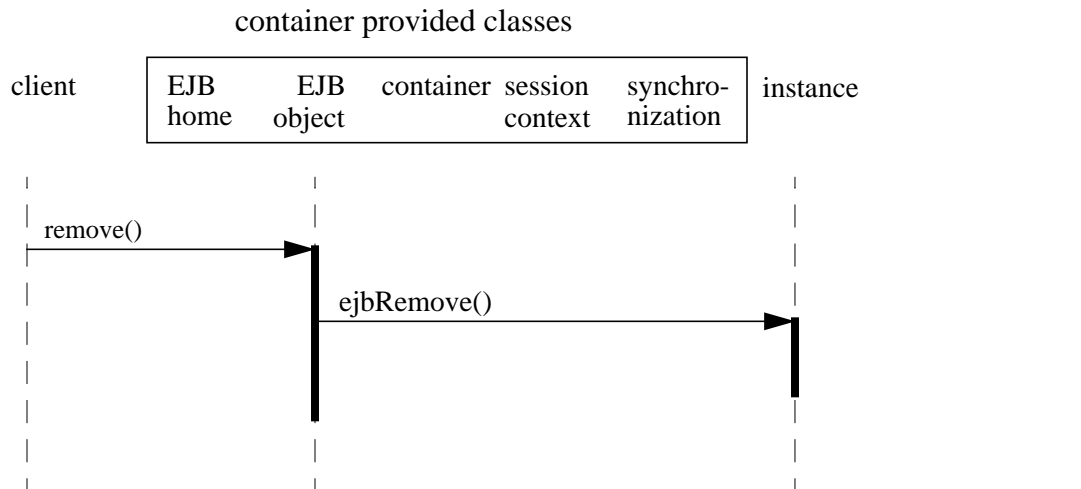 container provided classes
client
EJB
home
EJB
object
container
session
context
synchro-
nization
instance
remove()
ejbRemove()